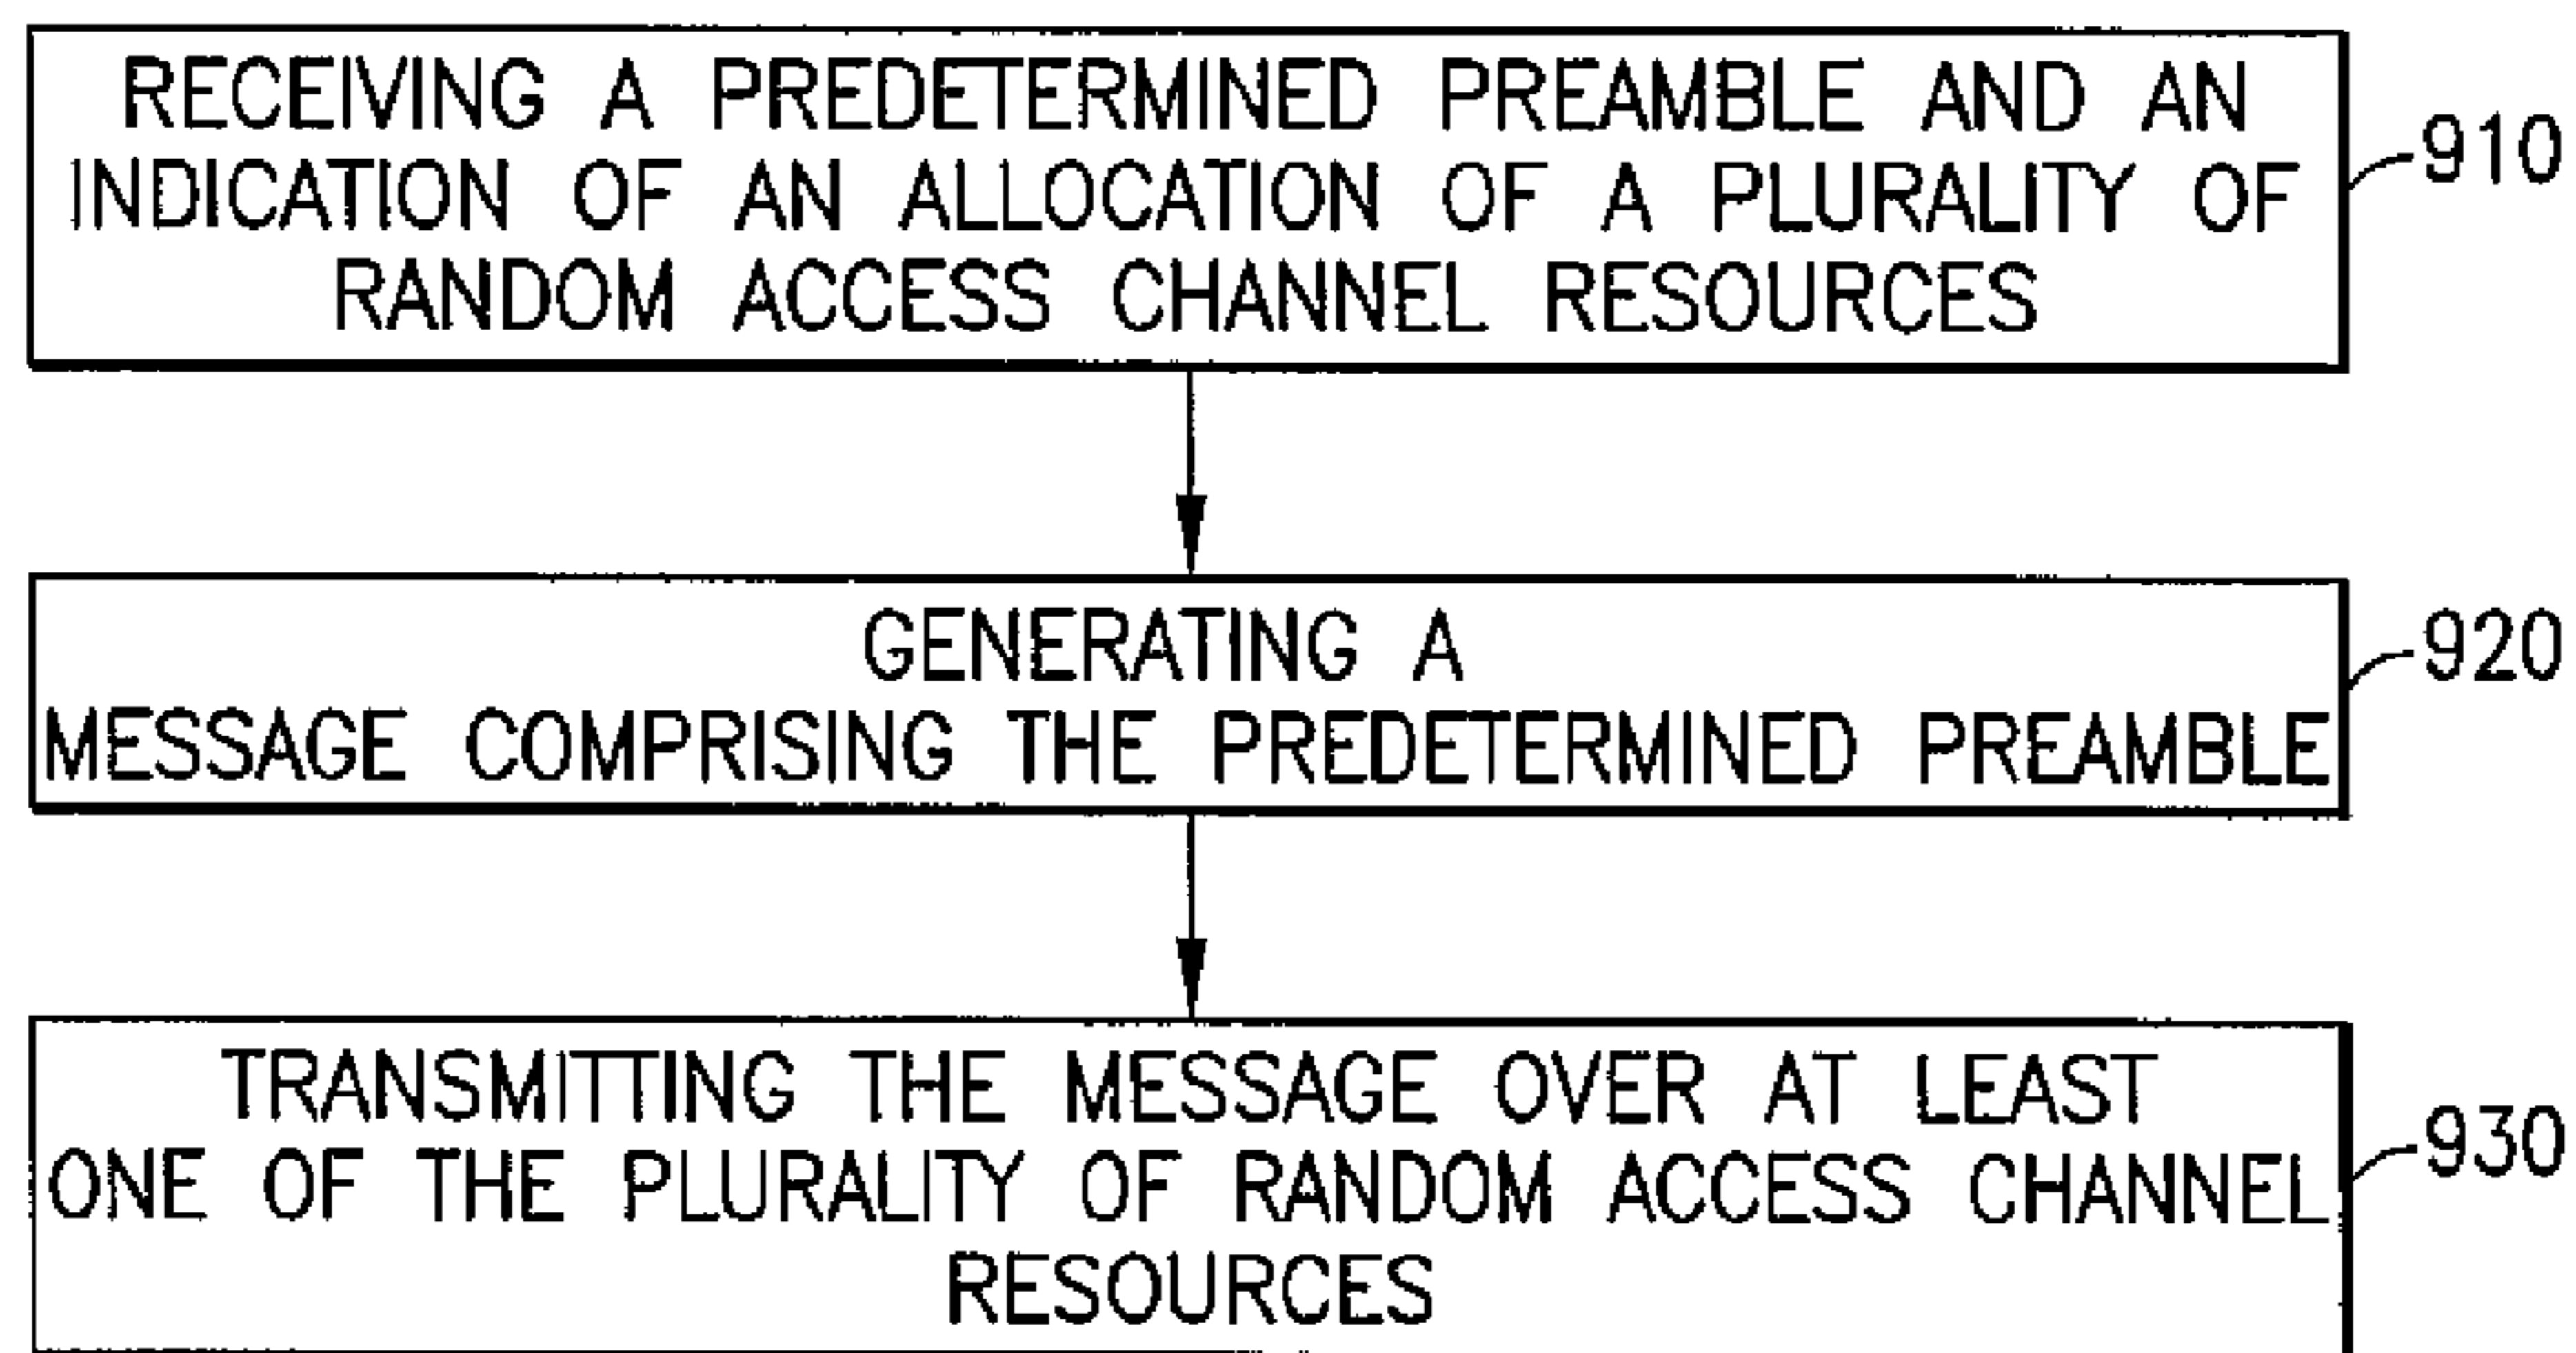 RECEIVING A PREDETERMINED PREAMBLE AND AN
INDICATION OF AN ALLOCATION OF A PLURALITY OF
RANDOM ACCESS CHANNEL RESOURCES
910
GENERATING A
MESSAGE COMPRISING THE PREDETERMINED PREAMBLE
920
TRANSMITTING THE MESSAGE OVER AT LEAST
ONE OF THE PLURALITY OF RANDOM ACCESS CHANNEL
RESOURCES
930